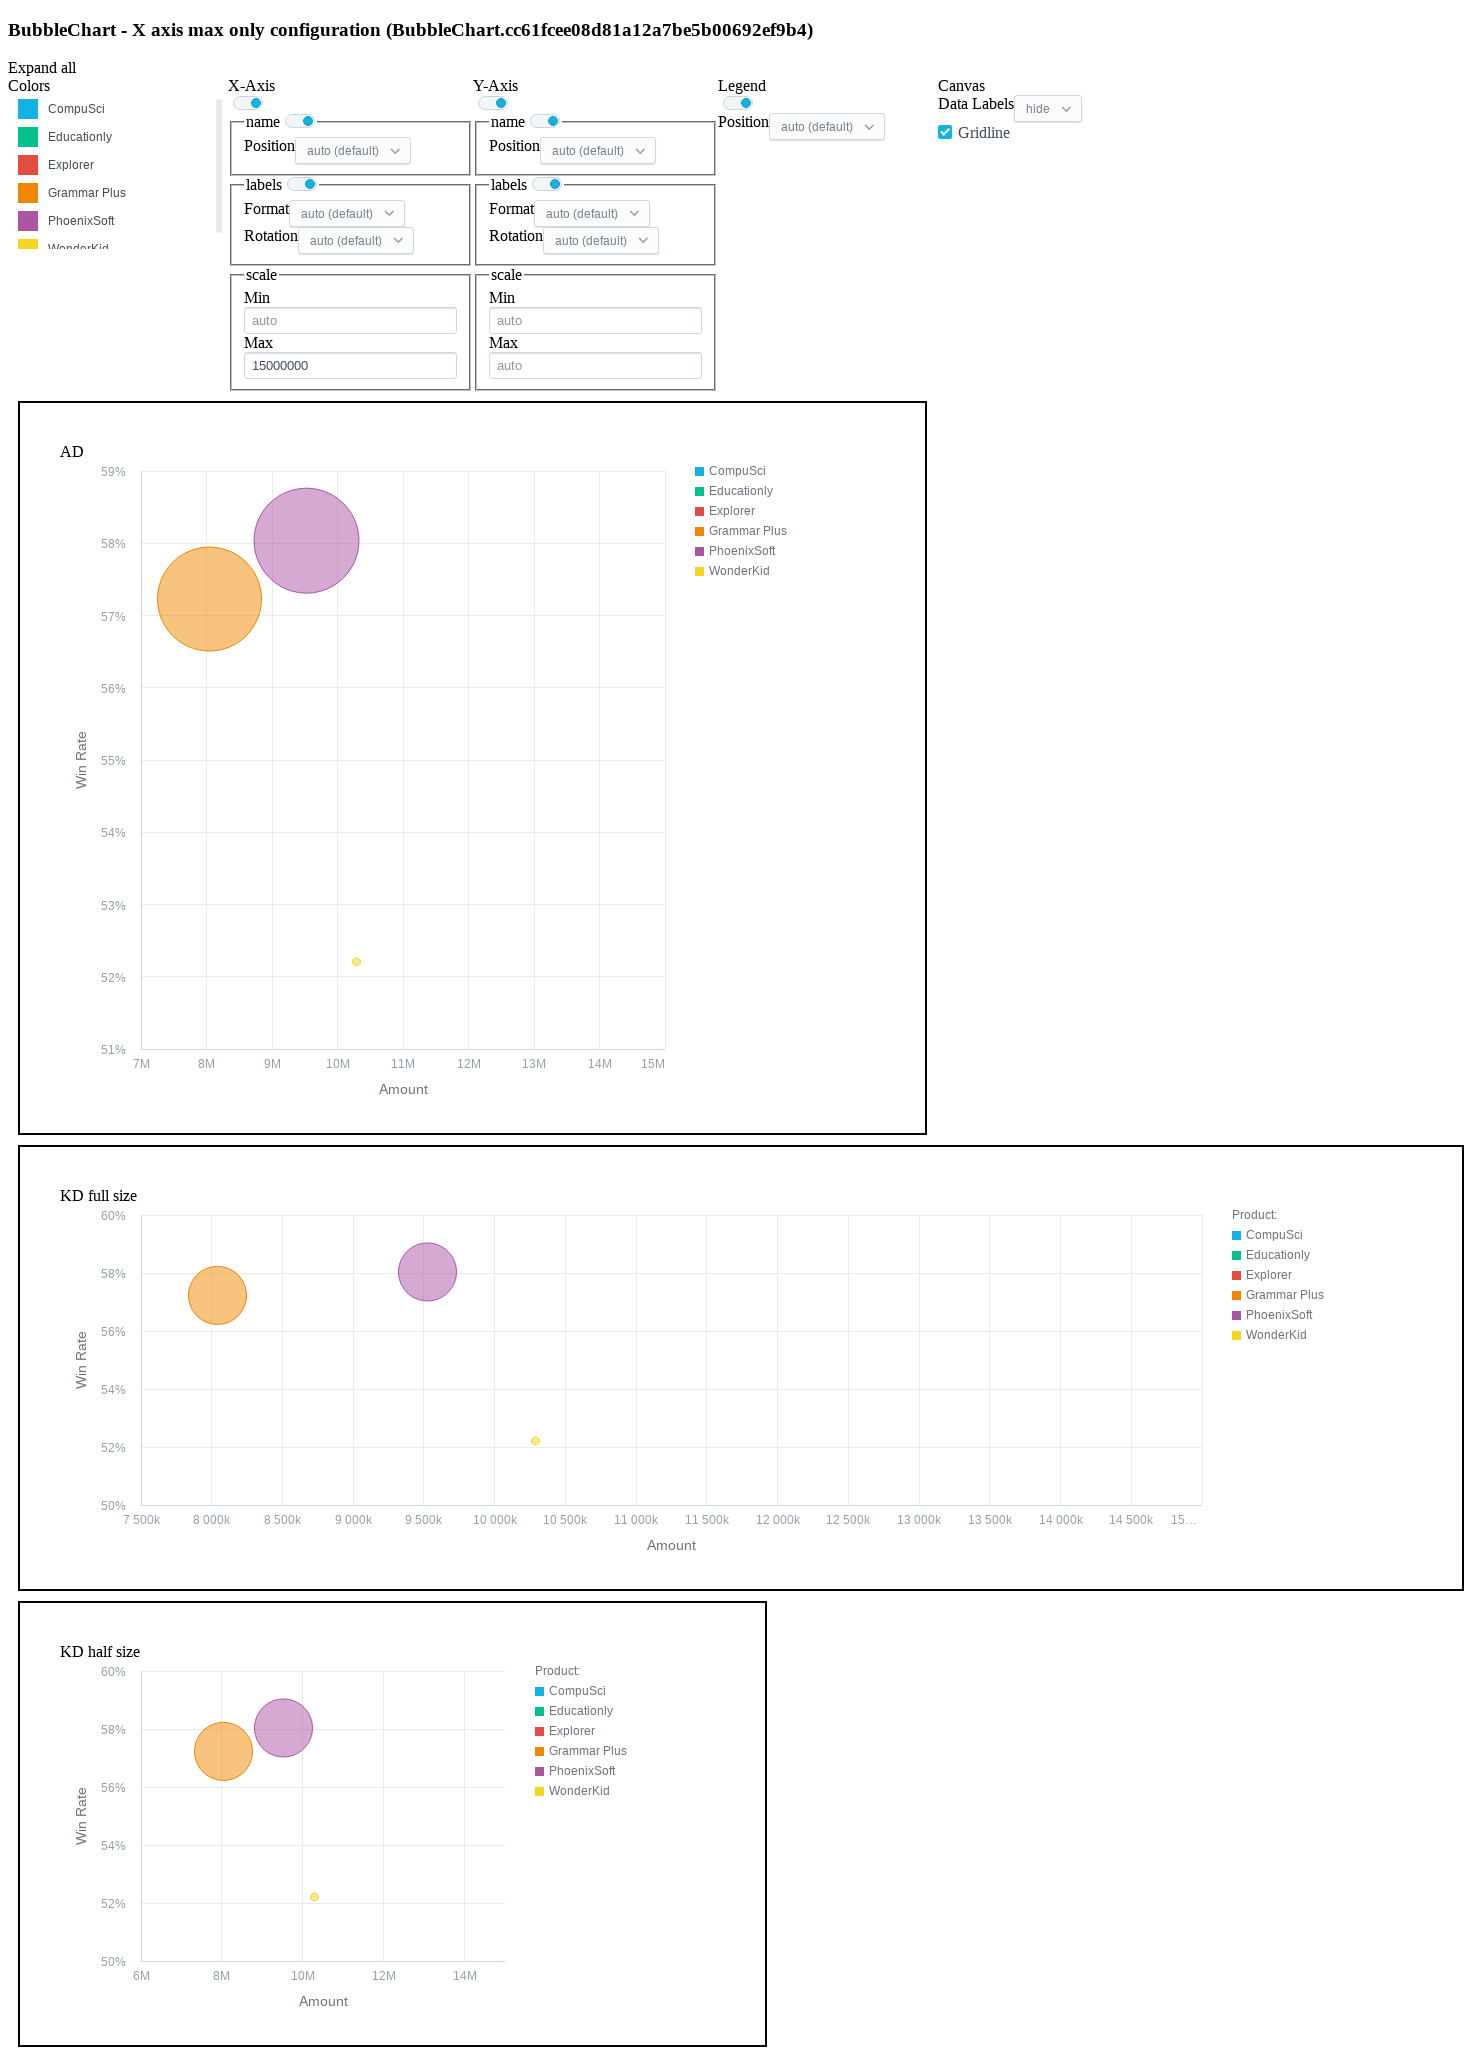 BubbleChart - X axis max only configuration (BubbleChart.cc61fcee08d81a12a7be5b00692ef9b4)
Expand all
Colors
CompuSci
Educationly
Explorer
Grammar Plus
PhoenixSoft
WonderKid
X-Axis
name
Position auto (default)
labels
Format auto (default)
Rotation auto (default)
scale
Min
auto
Max
15000000
Y-Axis
name
Position auto (default)
labels
Format auto (default)
Rotation auto (default)
scale
Min
auto
Max
auto
Legend
Position auto (default)
Canvas
Data Labels hide
Gridline
AD
59%
58%
57%
56%
55%
54%
53%
52%
51%
Win Rate
7M 8M 9M 10M 11M 12M 13M 14M 15M
Amount
CompuSci
Educationly
Explorer
Grammar Plus
PhoenixSoft
WonderKid
KD full size
60%
58%
56%
54%
52%
50%
Win Rate
7 500k 8 000k 8 500k 9 000k 9 500k 10 000k 10 500k 11 000k 11 500k 12 000k 12 500k 13 000k 13 500k 14 000k 14 500k 15…
Amount
Product:
CompuSci
Educationly
Explorer
Grammar Plus
PhoenixSoft
WonderKid
KD half size
60%
58%
56%
54%
52%
50%
Win Rate
6M 8M 10M 12M 14M
Amount
Product:
CompuSci
Educationly
Explorer
Grammar Plus
PhoenixSoft
WonderKid